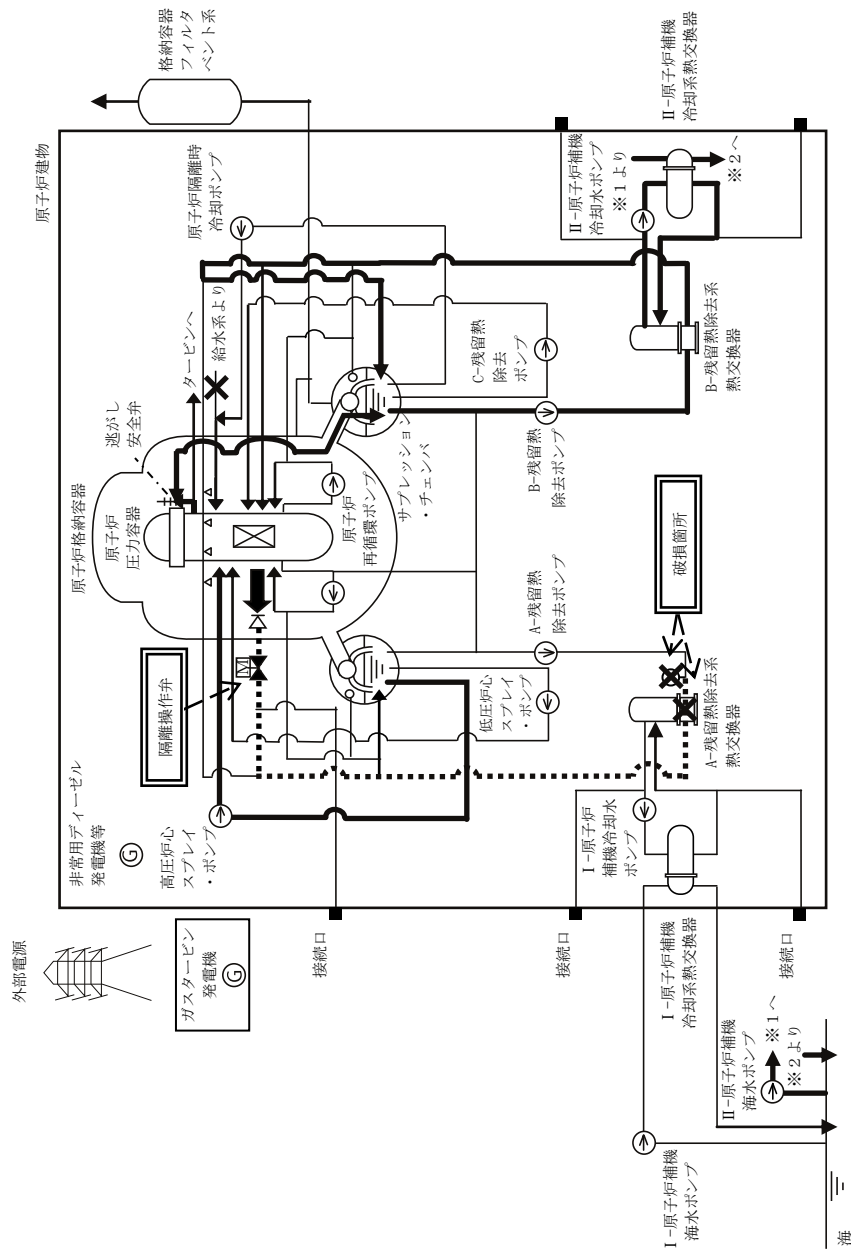 外部電源
ガスタービン
発電機
G
非常用ディーゼル
発電機等
G
高圧炉心
スプレイ
・ポンプ
隔離操作弁
M
原子炉格納容器
原子炉
圧力容器
逃がし
安全弁
タービンへ
給水系より
原子炉隔離時
冷却ポンプ
原子炉建物
格納容器
フィルタ
ベント系
原子炉
再循環ポンプ
サプレッション
・チェンバ
接続口
低圧炉心
スプレイ
・ポンプ
A-残留熱
除去ポンプ
B-残留熱
除去ポンプ
C-残留熱
除去
ポンプ
接続口
Ⅰ-原子炉
補機冷却水
ポンプ
破損箇所
A-残留熱除去系
熱交換器
B-残留熱除去系
熱交換器
Ⅱ-原子炉補機
冷却水ポンプ
※1より
※2へ
Ⅱ-原子炉補機
冷却系熱交換器
Ⅰ-原子炉補機
冷却系熱交換器
接続口
Ⅱ-原子炉補機
海水ポンプ
※1へ
※2より
Ⅰ-原子炉補機
海水ポンプ
海